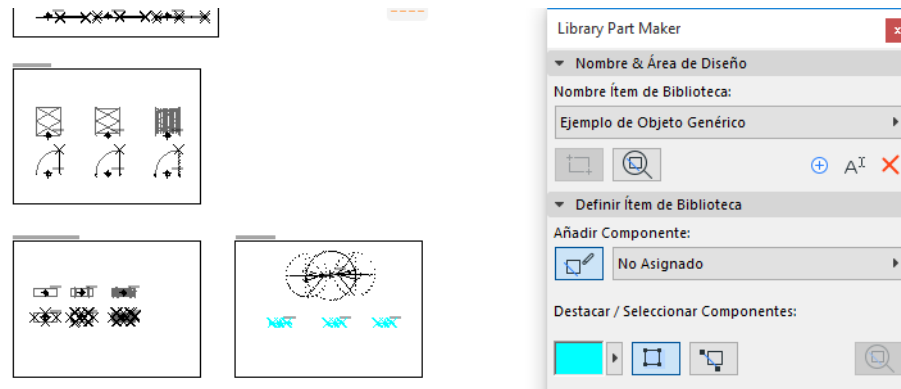 Library Part Maker
x
Nombre & Área de Diseño
Nombre Ítem de Biblioteca:
Ejemplo de Objeto Genérico
Definir Ítem de Biblioteca
Añadir Componente:
No Asignado
Destacar / Seleccionar Componentes: